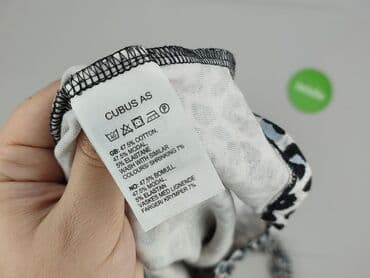 CUBUS AS
GB: 47.5% COTTON.
47.5% MODAL.
5% ELASTANE
WASH WITH SIMILAR
COLOURS/ SHRINKING 7%
NO: 47.5% BOMULL.
47.5% MODAL.
5% ELASTAN
VASKES MED LIGNENDE
FARGER/ KRYMPER 7%